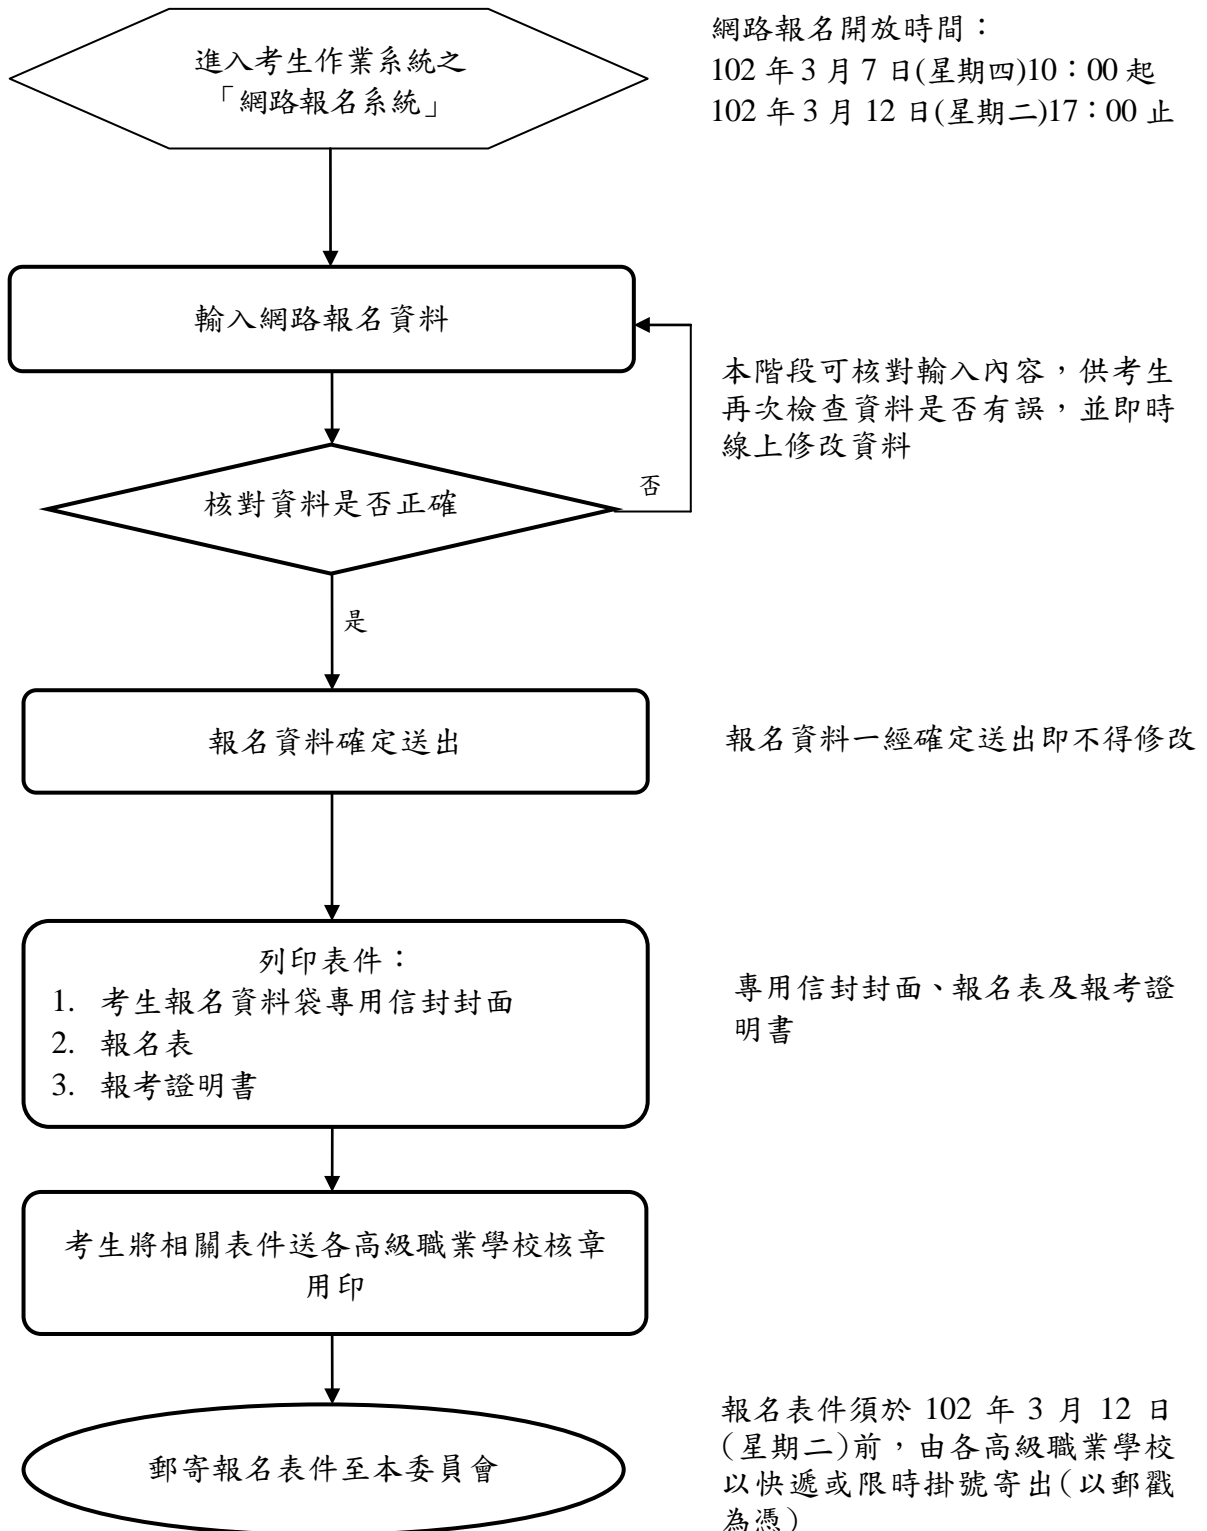 進入考生作業系統之
「網路報名系統」
網路報名開放時間：
102 年 3 月 7 日(星期四)10：00 起
102 年 3 月 12 日(星期二)17：00 止
輸入網路報名資料
本階段可核對輸入內容，供考生
再次檢查資料是否有誤，並即時
線上修改資料
核對資料是否正確
否
是
報名資料確定送出
報名資料一經確定送出即不得修改
列印表件：
1. 考生報名資料袋專用信封封面
2. 報名表
3. 報考證明書
專用信封封面、報名表及報考證
明書
考生將相關表件送各高級職業學校核章
用印
郵寄報名表件至本委員會
報名表件須於 102 年 3 月 12 日
(星期二)前，由各高級職業學校
以快遞或限時掛號寄出(以郵戳
為憑)